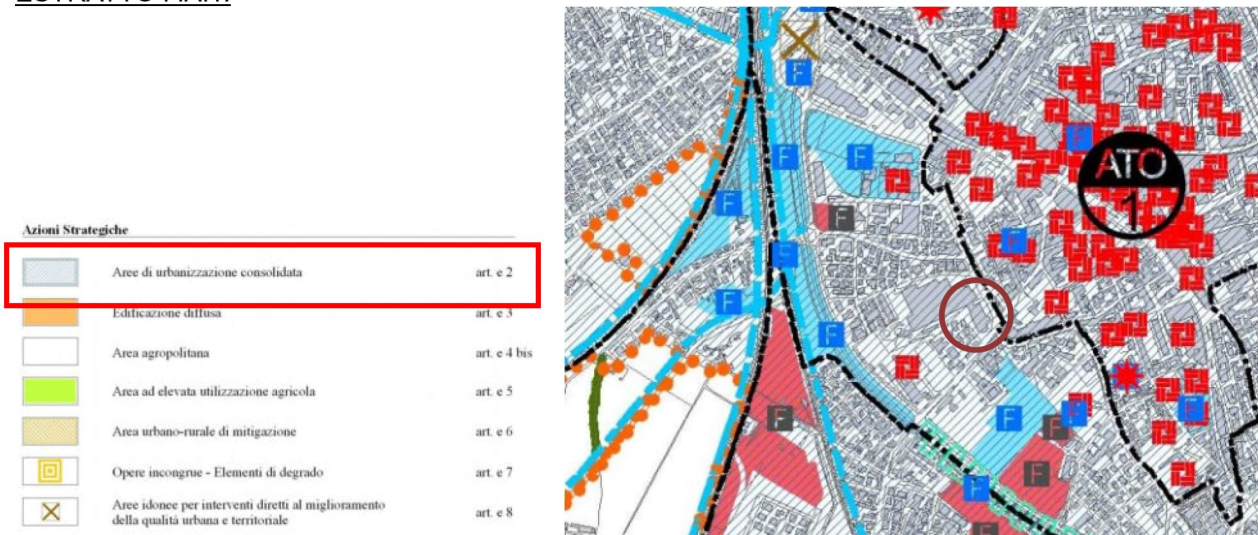 Azioni Strategiche
Aree di urbanizzazione consolidata art. e 2
Edificazione diffusa art. e 3
Area agropolitana art. e 4 bis
Area ad elevata utilizzazione agricola art. e 5
Area urbano-rurale di mitigazione art. e 6
Opere incongrue - Elementi di degrado art. e 7
Aree idonee per interventi diretti al miglioramento
della qualità urbana e territoriale art. e 8
F
F
F
F
F
F
F
F
ATO
1
F
F
F
F
F
F
F
F
F
F